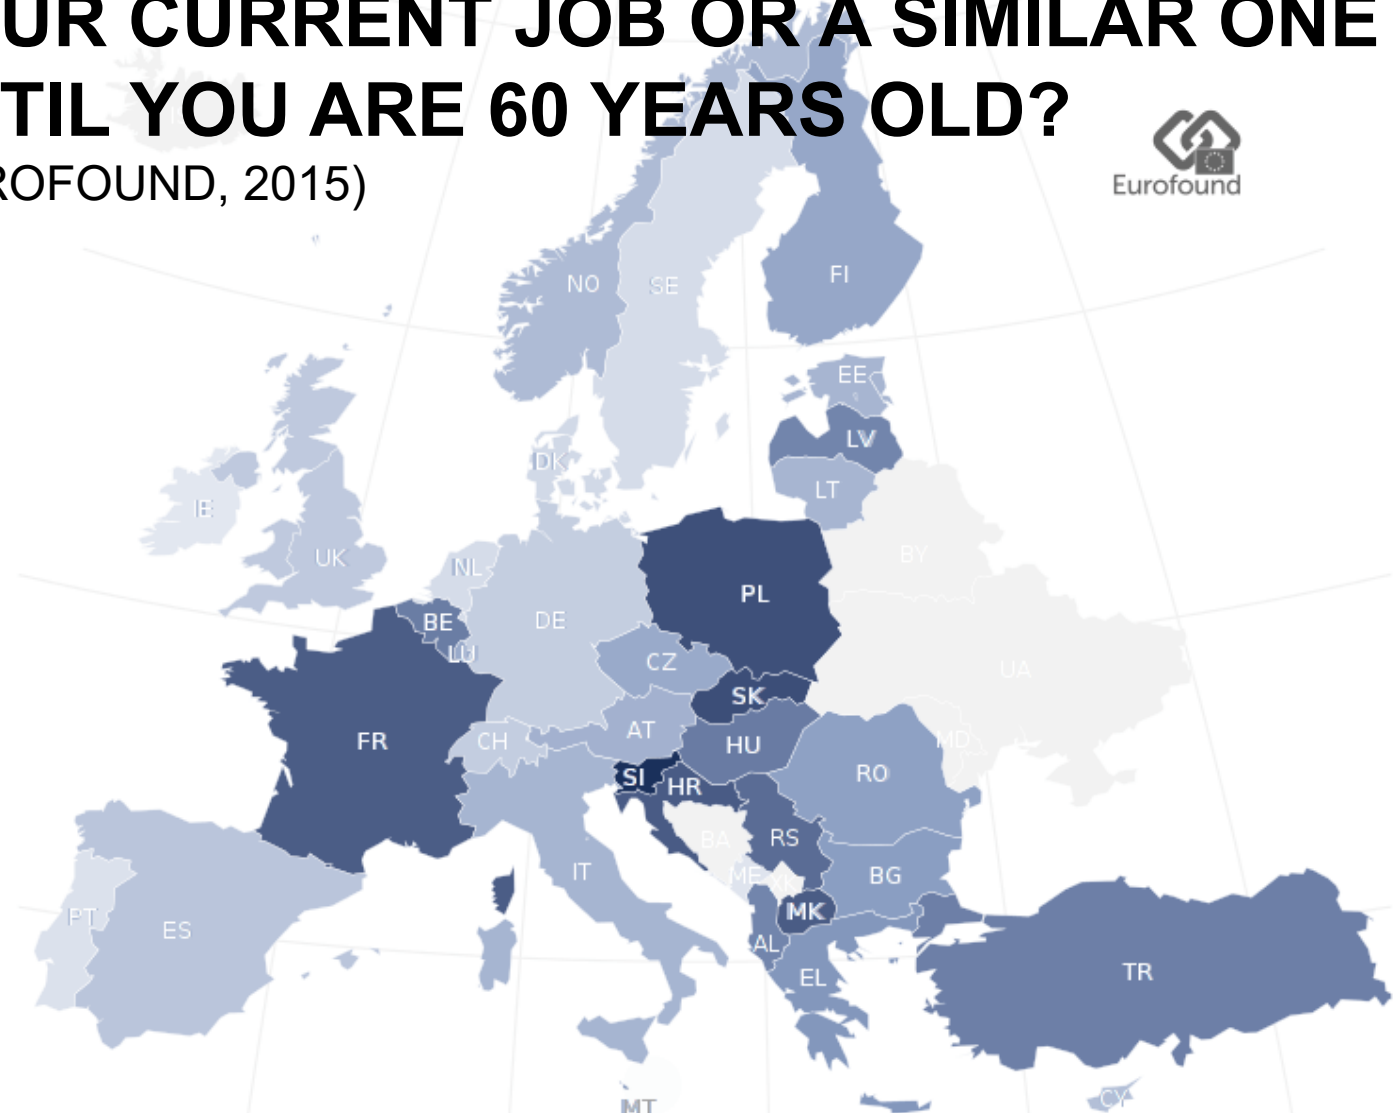 UR CURRENT JOB OR A SIMILAR ONE
TIL YOU ARE 60 YEARS OLD?
ROFOUND, 2015)
Eurofound
NO
SE
FI
EE
LV
LT
DK
IE
UK
NL
BY
PL
BE
DE
LU
CZ
UA
SK
FR
CH
AT
HU
MD
SI
HR
RO
BA
RS
IT
ME
XK
BG
PT
ES
MK
AL
EL
TR
MT
CY